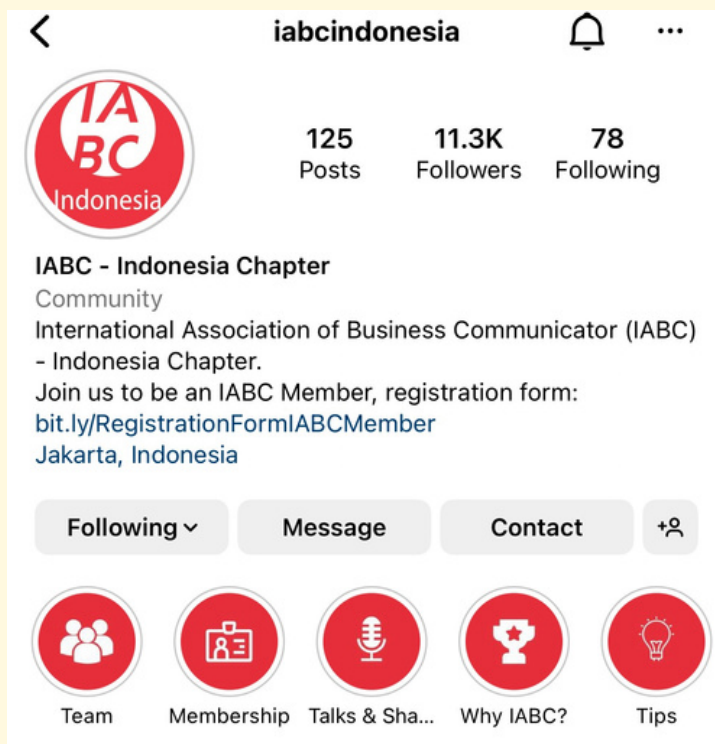 iabcindonesia
IA
BC
Indonesia
125
Posts
11.3K
Followers
78
Following
IABC - Indonesia Chapter
Community
International Association of Business Communicator (IABC)
- Indonesia Chapter.
Join us to be an IABC Member, registration form:
bit.ly/RegistrationFormIABCMember
Jakarta, Indonesia
Following
Message
Contact
Team
Membership
Talks & Sha...
Why IABC?
Tips